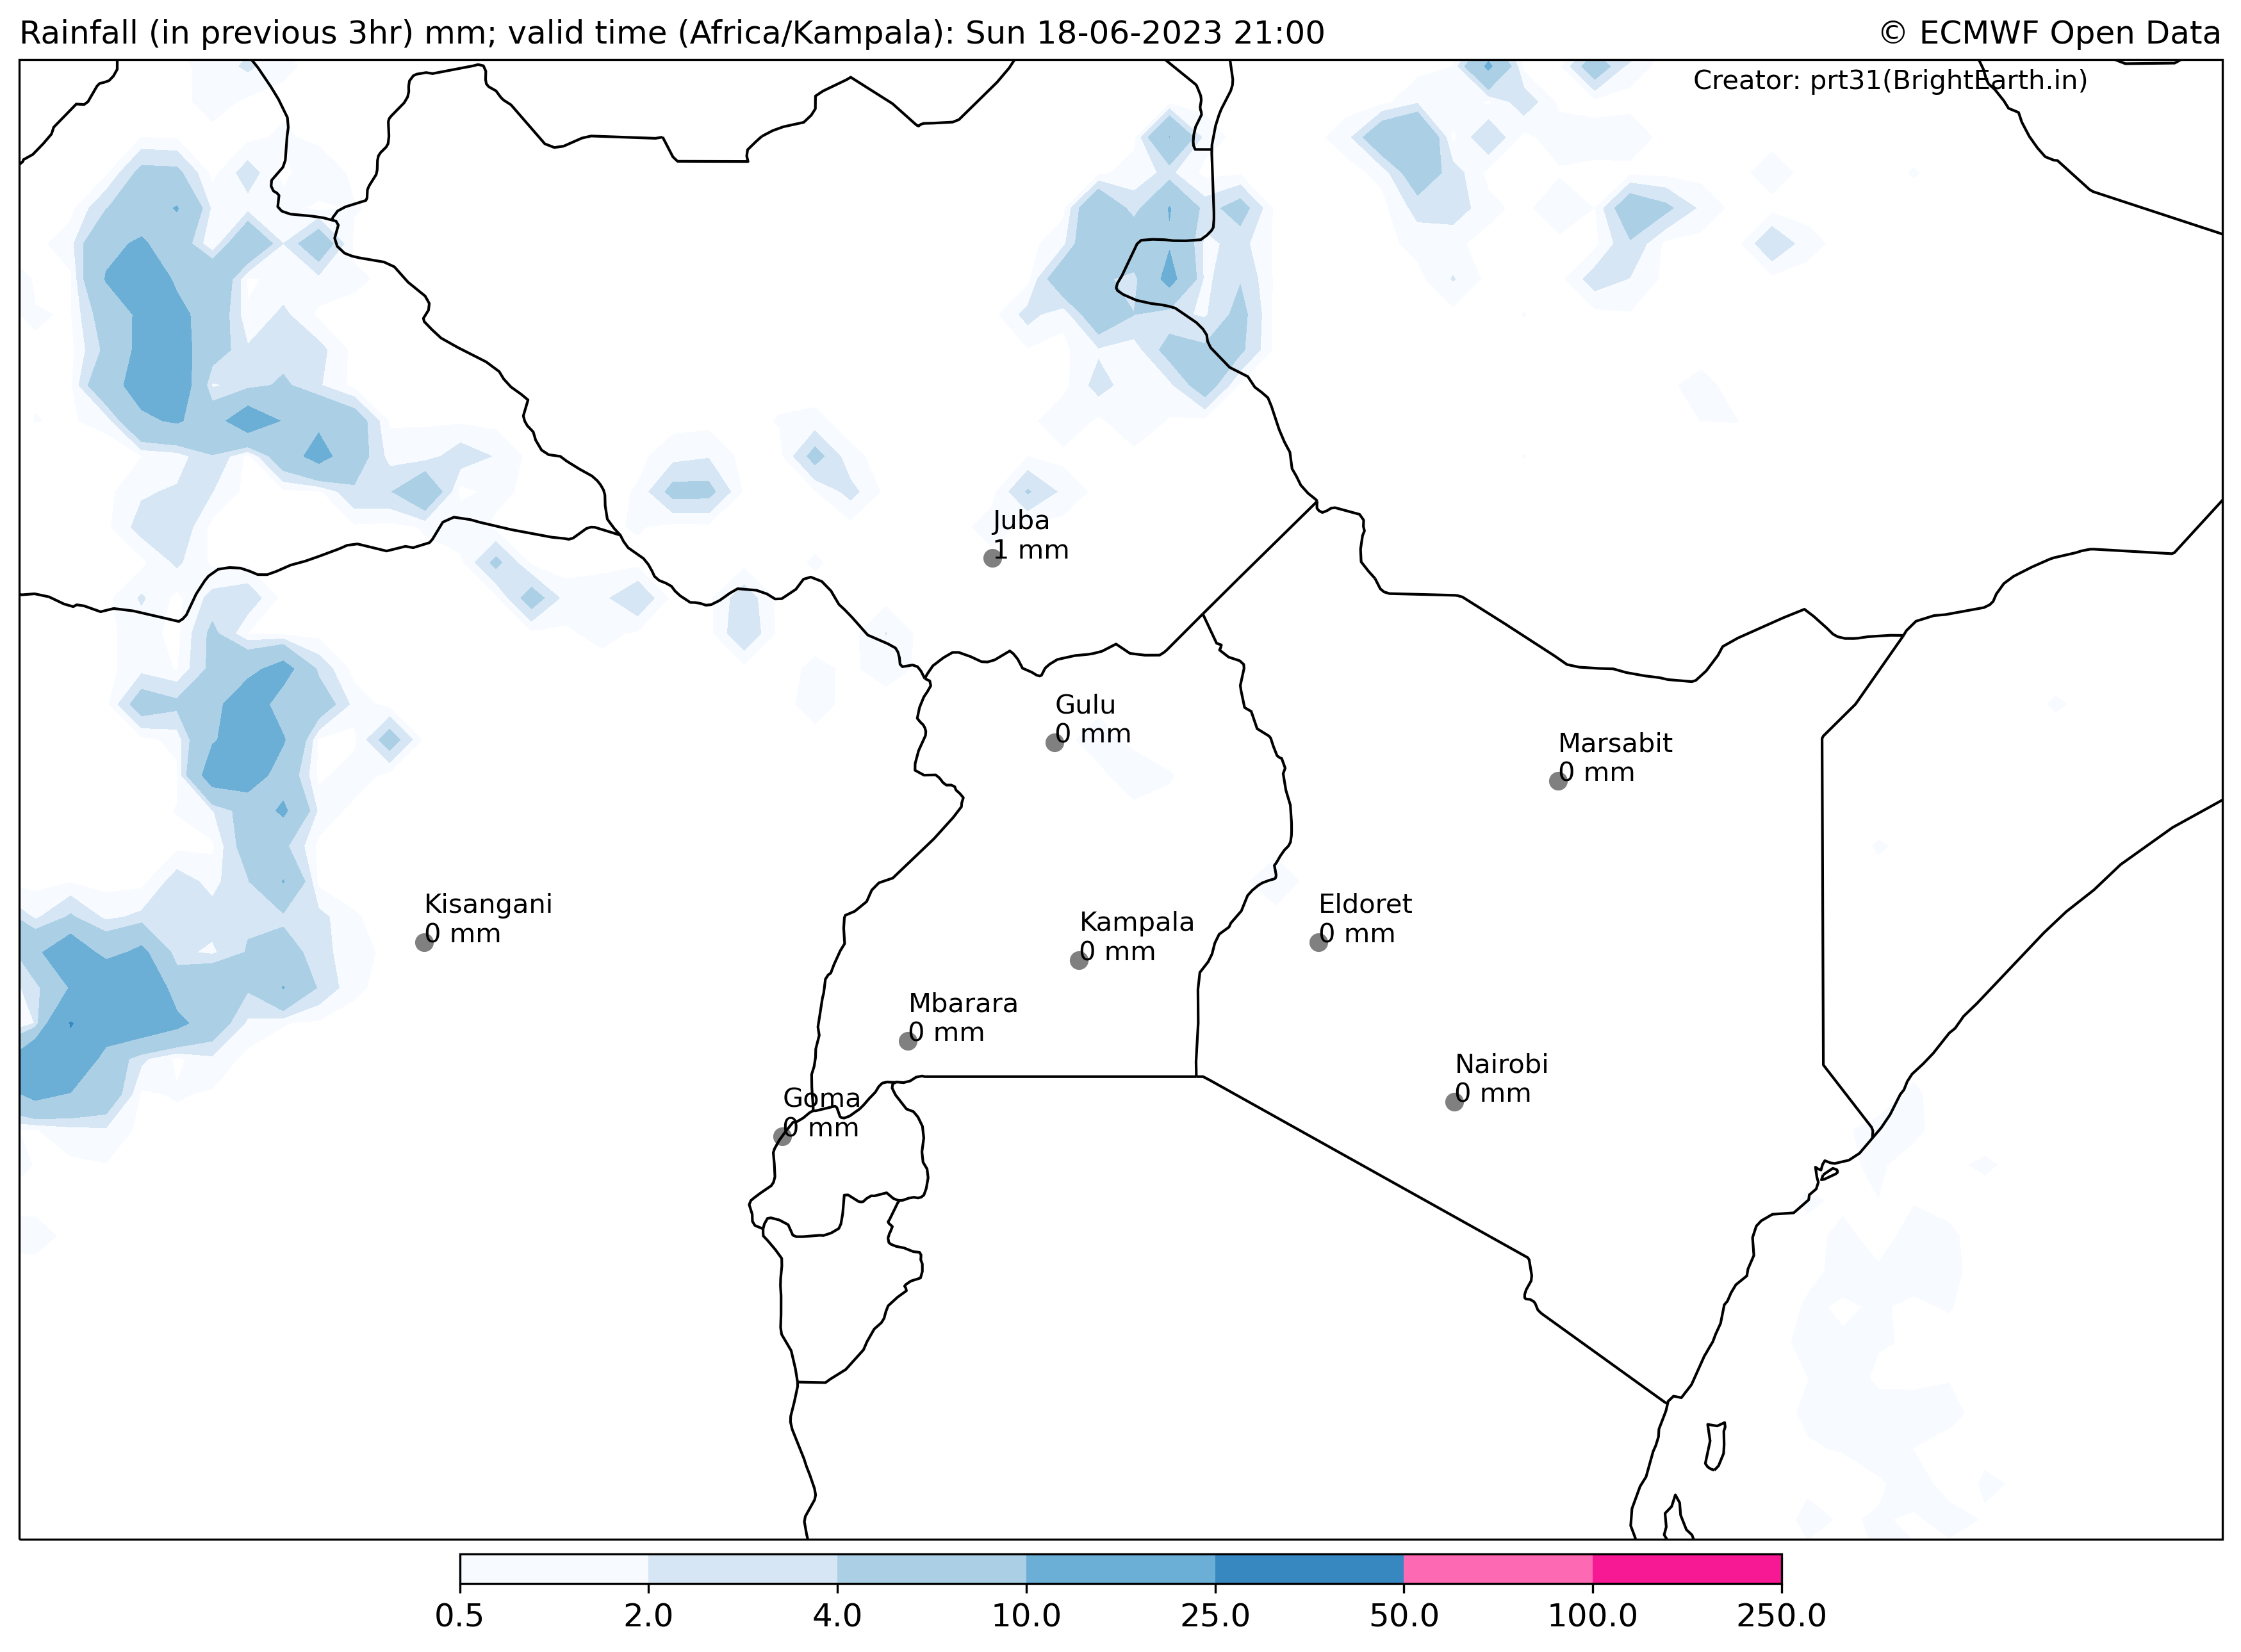 Rainfall (in previous 3hr) mm; valid time (Africa/Kampala): Sun 18-06-2023 21:00
© ECMWF Open Data
Creator: prt31(BrightEarth.in)
Juba
1 mm
Gulu
0 mm
Marsabit
0 mm
Kisangani
0 mm
Eldoret
0 mm
Kampala
0 mm
Mbarara
0 mm
Nairobi
0 mm
Goma
0 mm
0.5 2.0 4.0 10.0 25.0 50.0 100.0 250.0